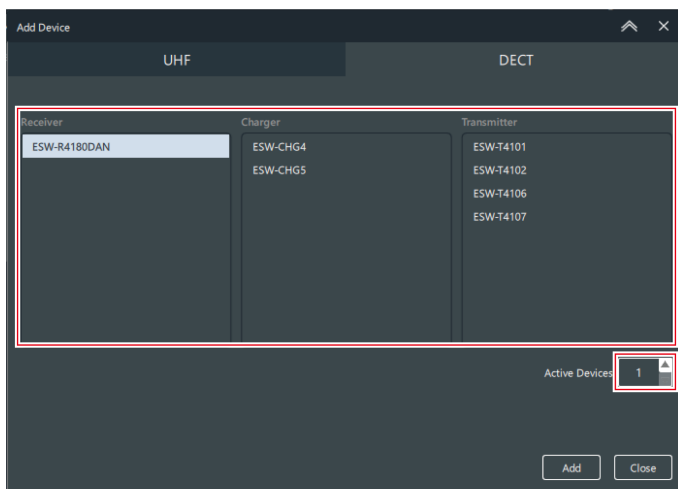 Add Device
UHF
DECT
Receiver
Charger
Transmitter
ESW-R4180DAN
ESW-CHG4
ESW-CHG5
ESW-T4101
ESW-T4102
ESW-T4106
ESW-T4107
Active Devices
1
Add
Close